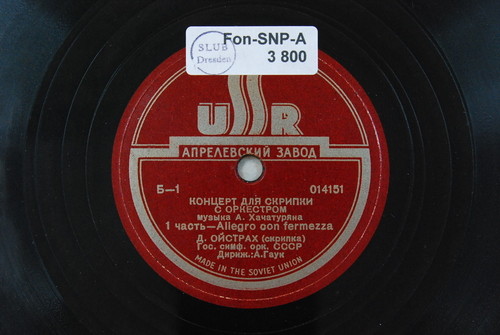 SLUB
Dresden
Fon-SNP-A
3 800
USSR
АПРЕЛЕВСКИЙ ЗАВОД
Б—1
014151
КОНЦЕРТ ДЛЯ СКРИПКИ
С ОРКЕСТРОМ
музыка А. Хачатуряна
1 часть—Allegro con fermezza
Д. ОЙСТРАХ (скрипка)
Гос. симф. орк. СССР
Дириж.: А. Гаук
MADE IN THE SOVIET UNION